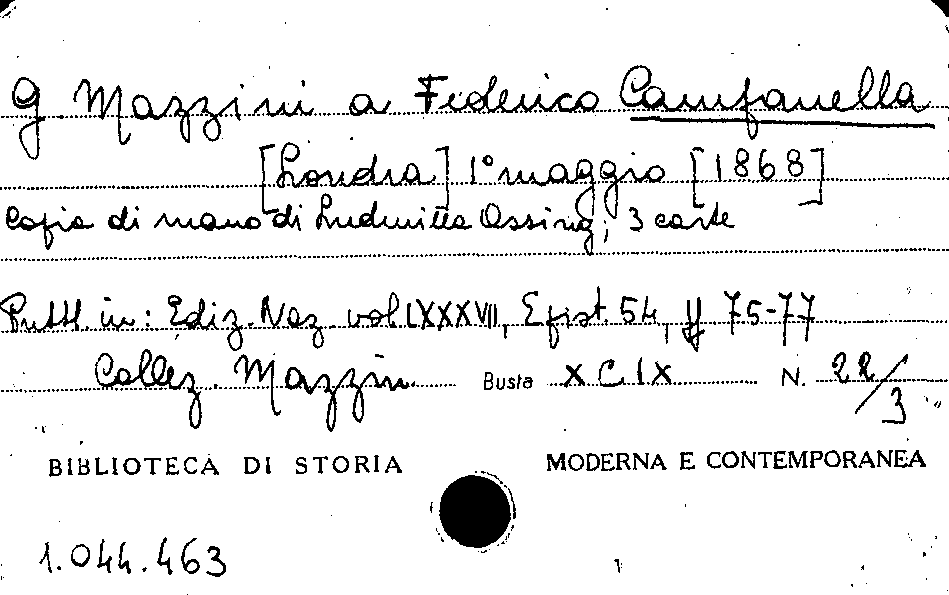 G. Mazzini a Federico Campanella
[Londra] 1° maggio [1868]
Copia di mano di Ludmilla Assing; 3 carte
Pubbl. in: Ediz. Naz. vol. LXXXVII, Epist. 54, pp 75-77
Collez. Mazzin. Busta XCIX N. 22/3
BIBLIOTECA DI STORIA MODERNA E CONTEMPORANEA
1.044.463